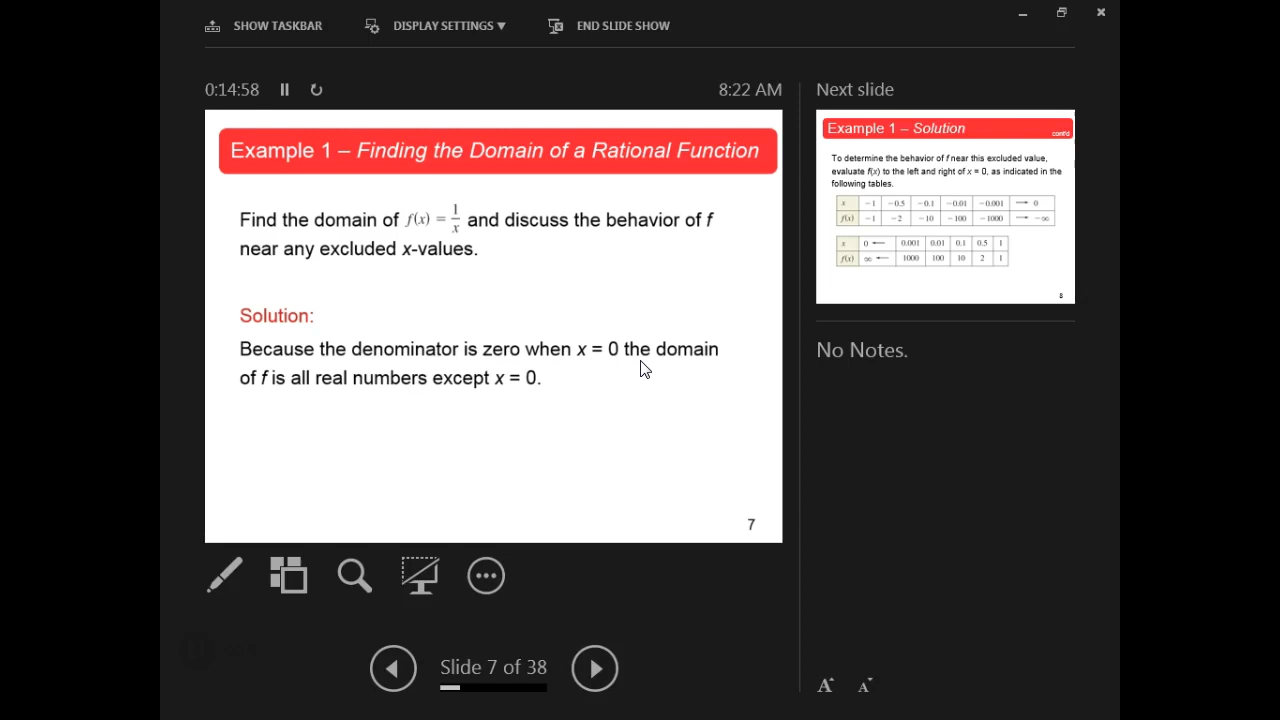 SHOW TASKBAR DISPLAY SETTINGS ▼ END SLIDE SHOW
0:14:58 8:22 AM
Example 1 – Finding the Domain of a Rational Function
Find the domain of f(x) = 1/x and discuss the behavior of f
near any excluded x-values.
Solution:
Because the denominator is zero when x = 0 the domain
of f is all real numbers except x = 0.
7
Slide 7 of 38
Next slide
Example 1 – Solution
cont'd
To determine the behavior of f near this excluded value,
evaluate f(x) to the left and right of x = 0, as indicated in the
following tables.
x −1 −0.5 −0.1 −0.01 −0.001 → 0
f(x) −1 −2 −10 −100 −1000 → −∞
x 0 ← 0.001 0.01 0.1 0.5 1
f(x) ∞ ← 1000 100 10 2 1
8
No Notes.
A A